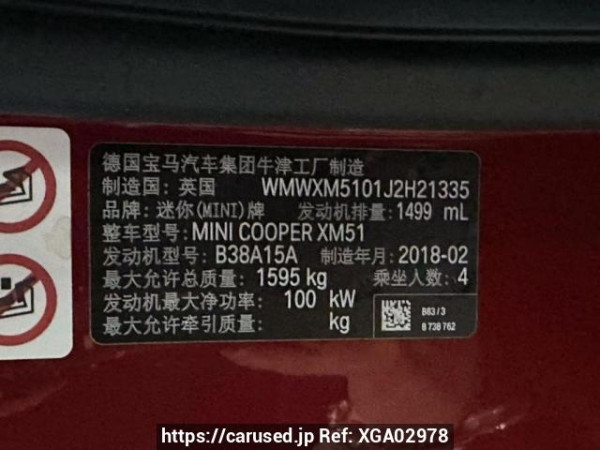 德国宝马汽车集团牛津工厂制造
制造国: 英国 WMWXM5101J2H21335
品牌: 迷你(MINI)牌 发动机排量: 1499 mL
整车型号: MINI COOPER XM51
发动机型号: B38A15A 制造年月: 2018-02
最大允许总质量: 1595 kg 乘坐人数: 4
发动机最大净功率: 100 kW
最大允许牵引质量: kg
B83 / 3
8 738 762
https://carused.jp Ref: XGA02978